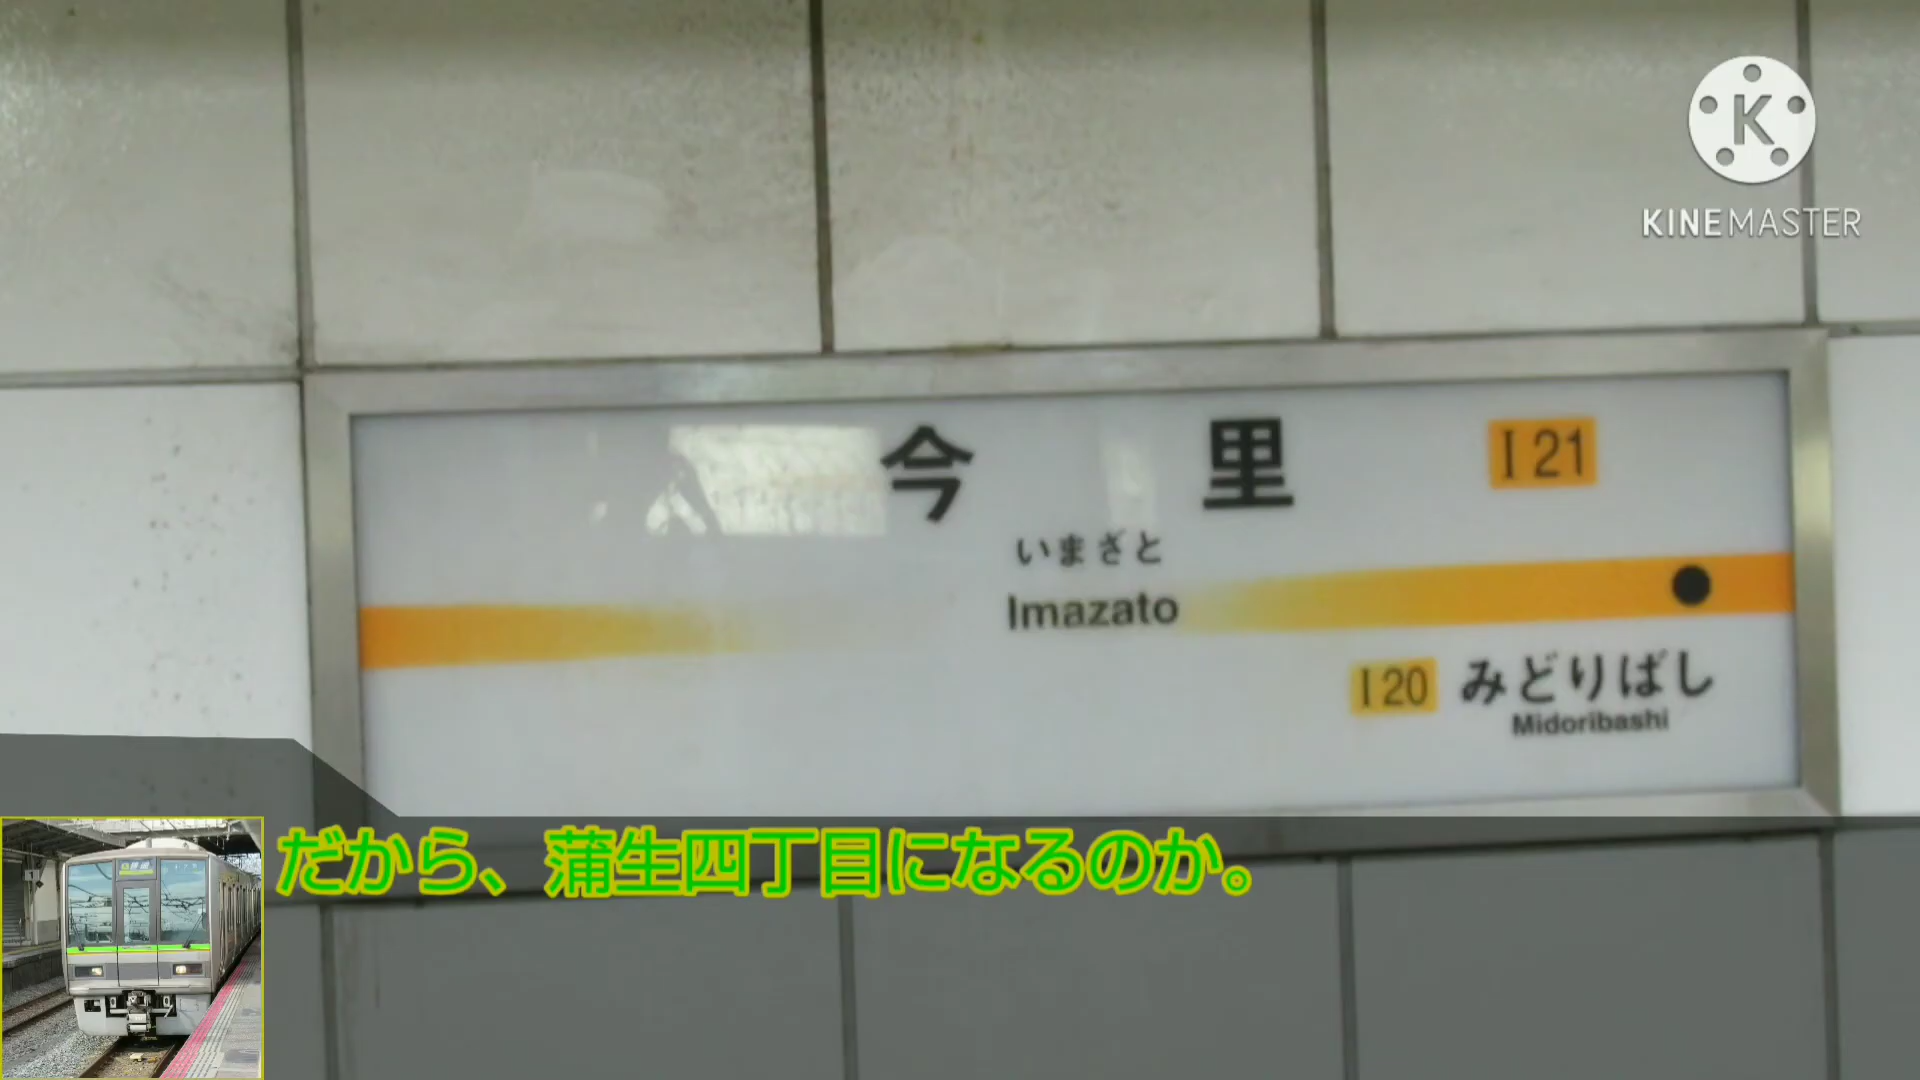 K
KINEMASTER
今里
I21
いまざと
Imazato
I20
みどりばし
Midoribashi
だから、蒲生四丁目になるのか。